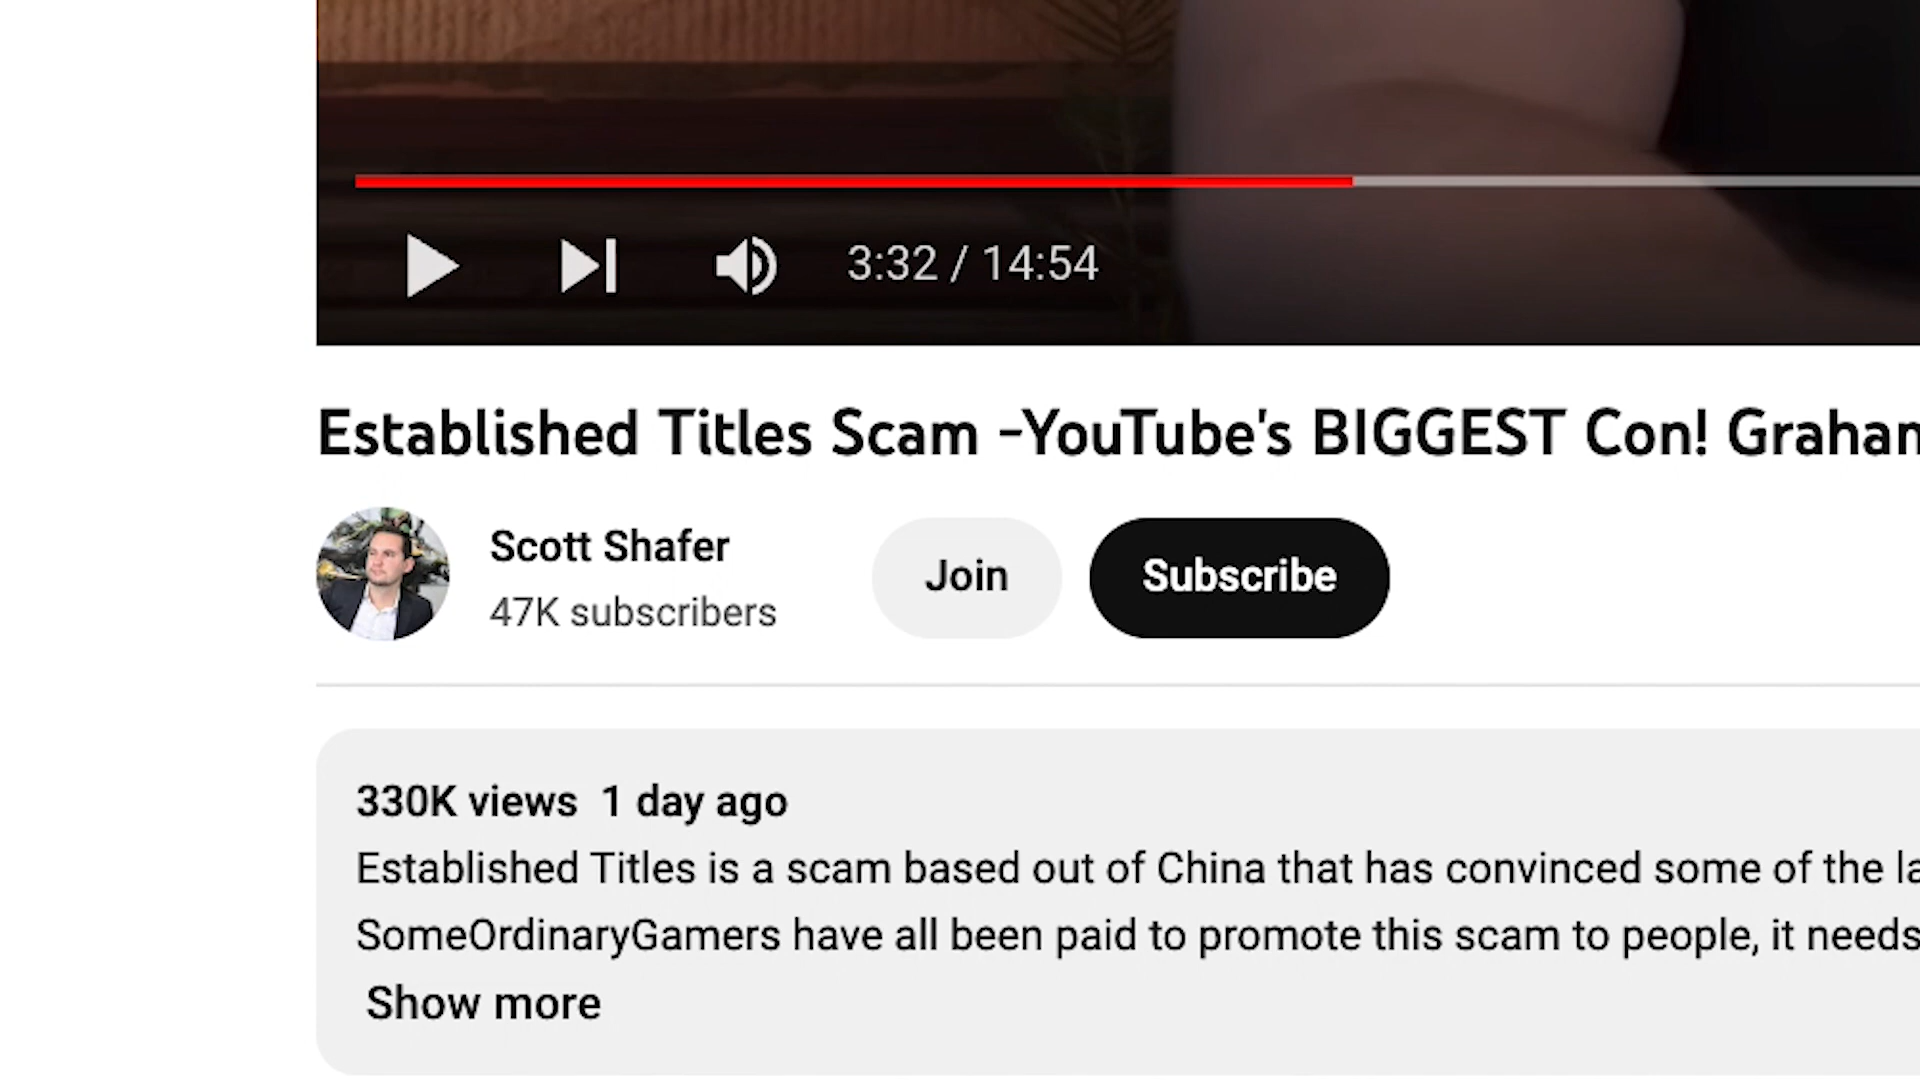 3:32 / 14:54
Established Titles Scam -YouTube's BIGGEST Con! Graham
Scott Shafer
47K subscribers
Join
Subscribe
330K views 1 day ago
Established Titles is a scam based out of China that has convinced some of the
SomeOrdinaryGamers have all been paid to promote this scam to people, it needs
Show more